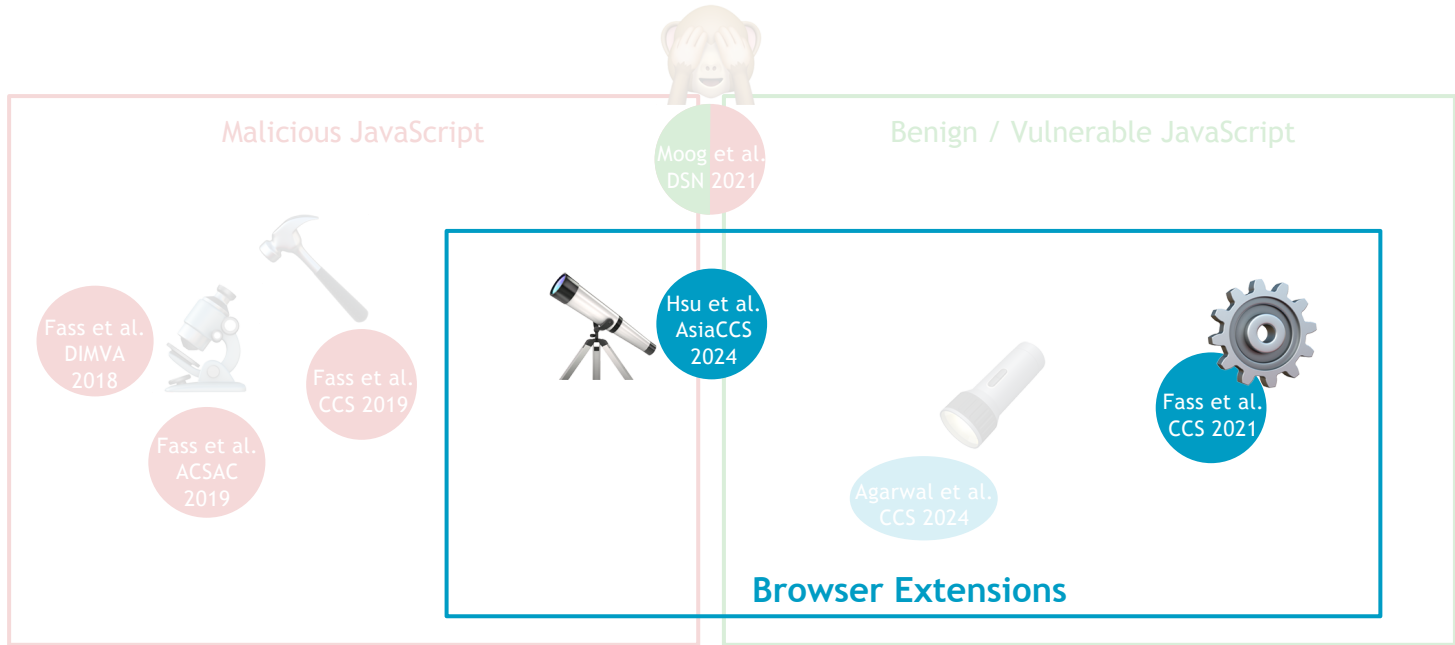 Malicious JavaScript
Benign / Vulnerable JavaScript
Moog et al.
DSN 2021
Hsu et al.
AsiaCCS
2024
Fass et al.
DIMVA
2018
Fass et al.
CCS 2019
Fass et al.
CCS 2021
Fass et al.
ACSAC
2019
Agarwal et al.
CCS 2024
Browser Extensions